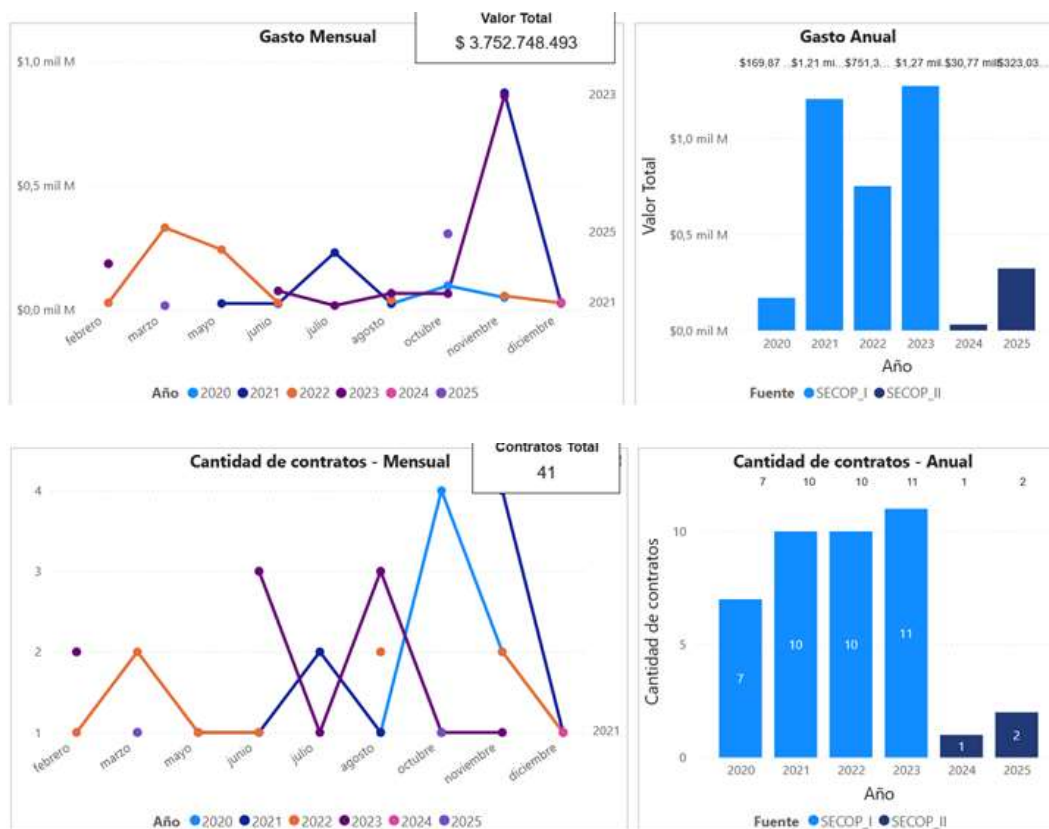 Valor Total
$ 3.752.748.493
Gasto Mensual
$1,0 mil M
$0,5 mil M
$0,0 mil M
2023
2025
2021
febrero
marzo
mayo
junio
julio
agosto
octubre
noviembre
diciembre
Año 2020 2021 2022 2023 2024 2025
Gasto Anual
$169,87 ... $1,21 mi... $751,3... $1,27 mil... $30,77 mil $323,03...
Valor Total
$1,0 mil M
$0,5 mil M
$0,0 mil M
2020 2021 2022 2023 2024 2025
Año
Fuente SECOP_I SECOP_II
Contratos Total
41
Cantidad de contratos - Mensual
4
3
2
1
2021
febrero
marzo
mayo
junio
julio
agosto
octubre
noviembre
diciembre
Año 2020 2021 2022 2023 2024 2025
Cantidad de contratos - Anual
7 10 10 11 1 2
Cantidad de contratos
10
5
0
7 10 10 11 1 2
2020 2021 2022 2023 2024 2025
Año
Fuente SECOP_I SECOP_II